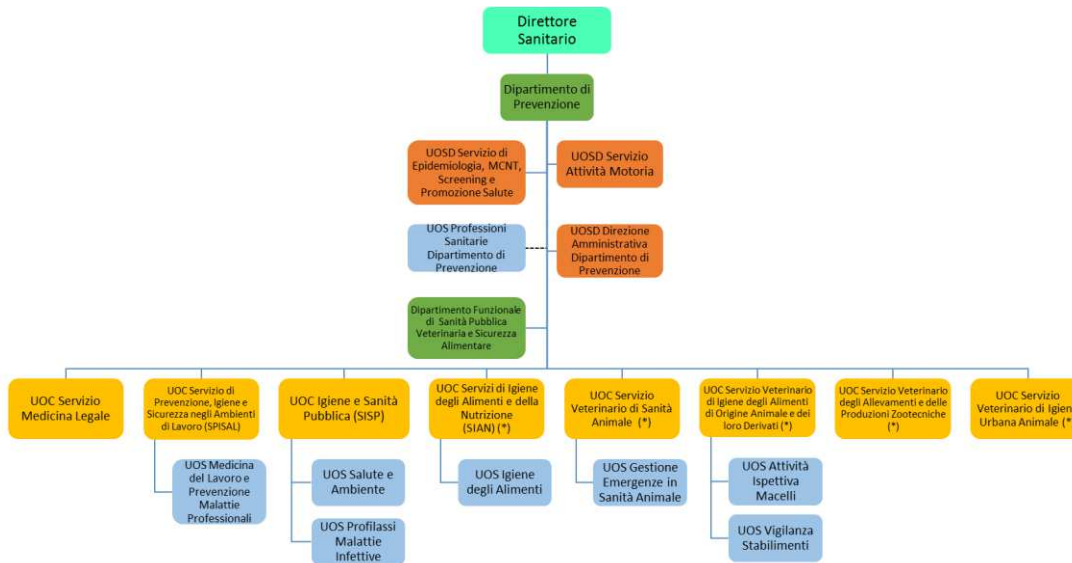 Direttore
Sanitario
Dipartimento di
Prevenzione
UOSD Servizio di
Epidemiologia, MCNT,
Screening e
Promozione Salute
UOSD Servizio
Attività Motoria
UOS Professioni
Sanitarie
Dipartimento di
Prevenzione
UOSD Direzione
Amministrativa
Dipartimento di
Prevenzione
Dipartimento Funzionale
di Sanità Pubblica
Veterinaria e Sicurezza
Alimentare
UOC Servizio
Medicina Legale
UOC Servizio di
Prevenzione, Igiene e
Sicurezza negli Ambienti
di Lavoro (SPISAL)
UOC Igiene e Sanità
Pubblica (SISP)
UOC Servizi di Igiene
degli Alimenti e della
Nutrizione
(SIAN) (*)
UOC Servizio
Veterinario di Sanità
Animale (*)
UOC Servizio Veterinario
di Igiene degli Alimenti
di Origine Animale e dei
loro Derivati (*)
UOC Servizio Veterinario
degli Allevamenti e delle
Produzioni Zootecniche
(*)
UOC Servizio
Veterinario di Igiene
Urbana Animale (*)
UOS Medicina
del Lavoro e
Prevenzione
Malattie
Professionali
UOS Salute e
Ambiente
UOS Profilassi
Malattie
Infettive
UOS Igiene
degli Alimenti
UOS Gestione
Emergenze in
Sanità Animale
UOS Attività
Ispettiva
Macelli
UOS Vigilanza
Stabilimenti